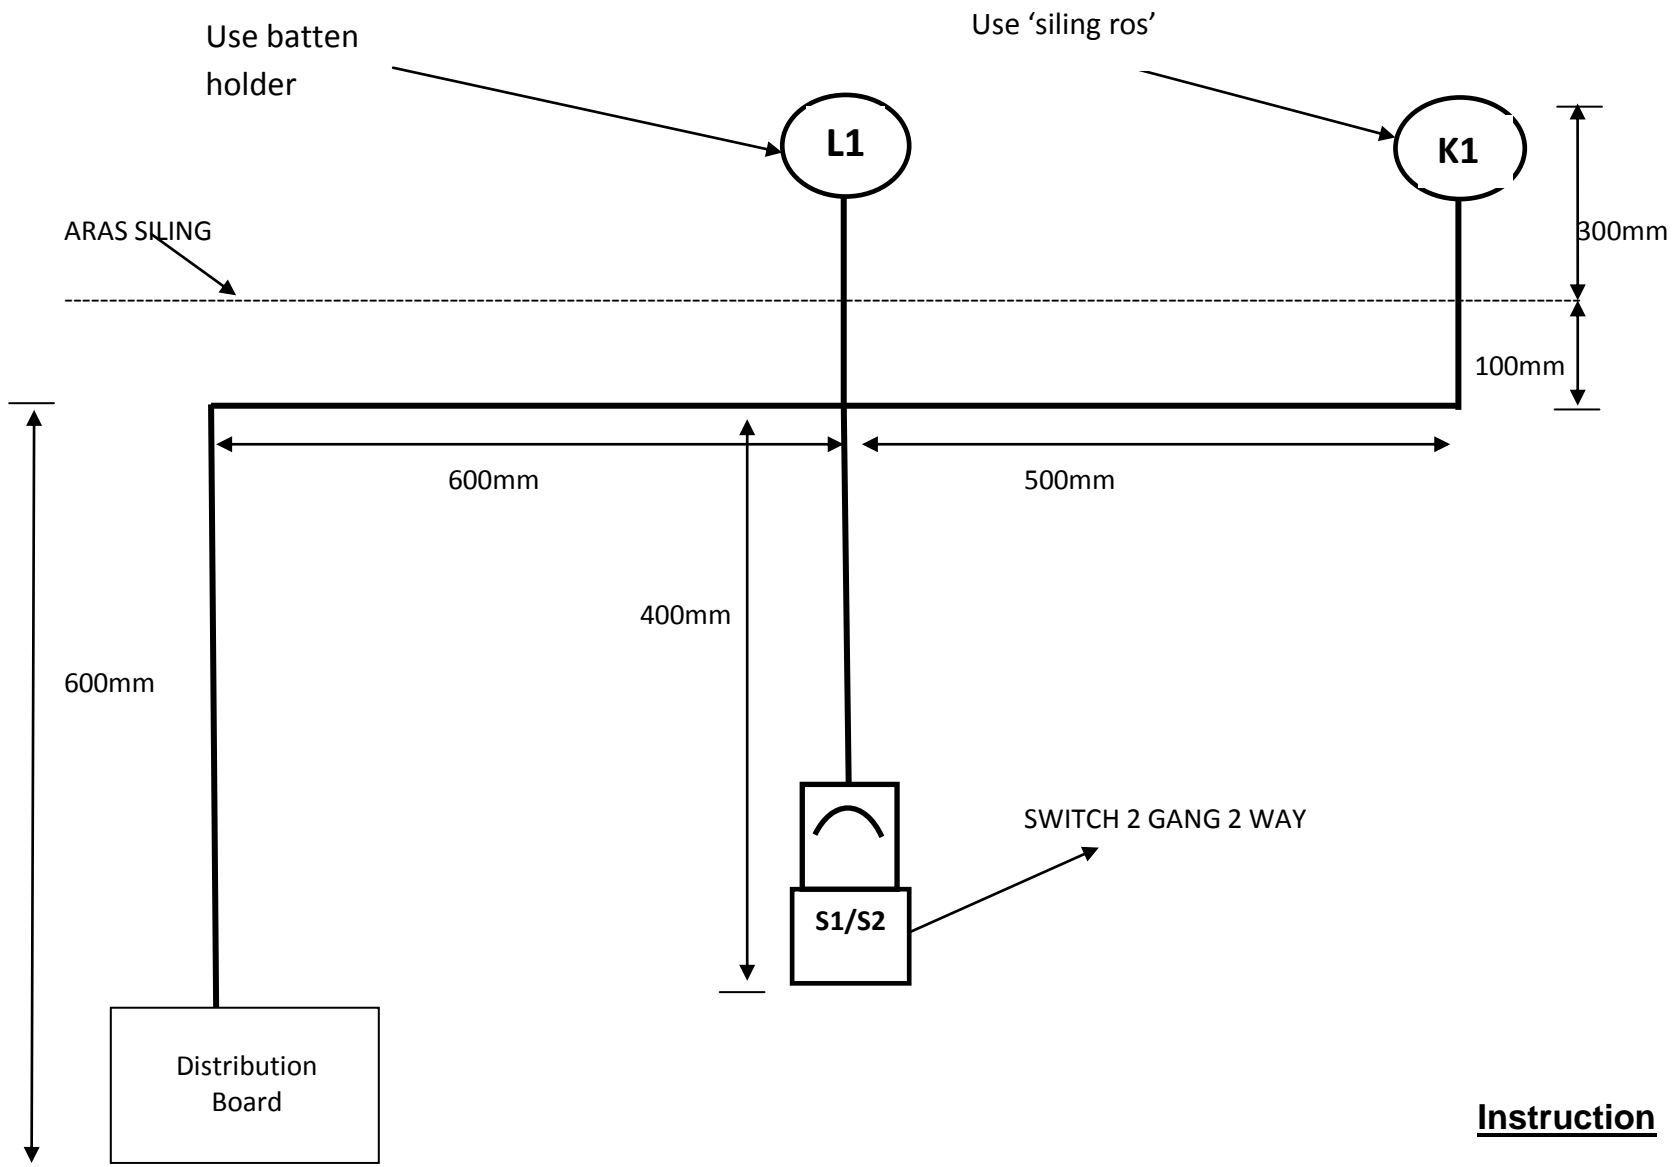 Use batten
holder
Use ‘siling ros’
L1
K1
ARAS SILING
300mm
100mm
600mm
500mm
400mm
600mm
SWITCH 2 GANG 2 WAY
S1/S2
Distribution
Board
Instruction